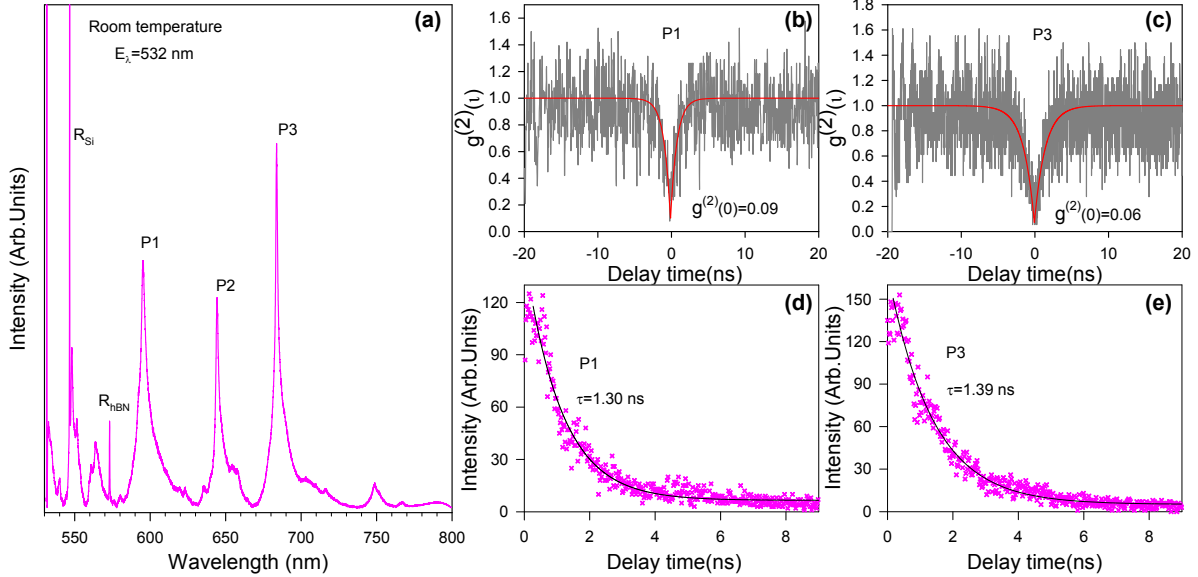 (a)
Room temperature
Eλ=532 nm
RSi
P1
P2
P3
RhBN
Intensity (Arb.Units)
550 600 650 700 750 800
Wavelength (nm)
(b)
P1
g(2)(ι)
1.6
1.4
1.2
1.0
0.8
0.6
0.4
0.2
0.0
g(2)(0)=0.09
-20 -10 0 10 20
Delay time(ns)
(c)
P3
g(2)(ι)
1.8
1.6
1.4
1.2
1.0
0.8
0.6
0.4
0.2
0.0
g(2)(0)=0.06
-20 -10 0 10 20
Delay time(ns)
(d)
P1
τ=1.30 ns
Intensity (Arb.Units)
120
90
60
30
0
0 2 4 6 8
Delay time(ns)
(e)
P3
τ=1.39 ns
Intensity (Arb.Units)
150
120
90
60
30
0
0 2 4 6 8
Delay time(ns)